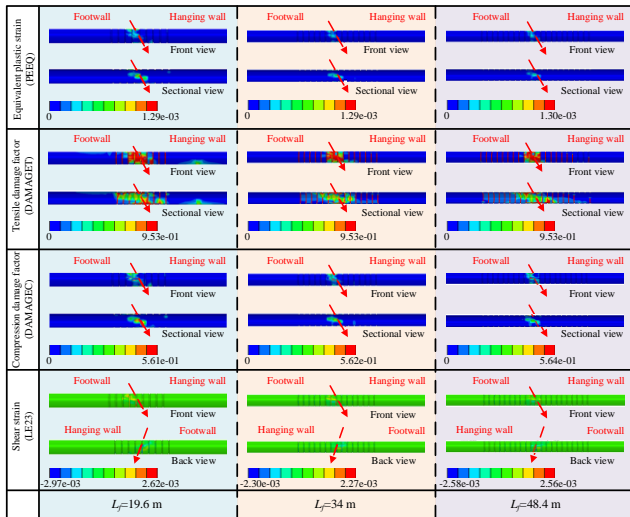 Equivalent plastic strain
(PEEQ)
Footwall Hanging wall
Front view
Sectional view
0 1.29e-03
Footwall Hanging wall
Front view
Sectional view
0 1.29e-03
Footwall Hanging wall
Front view
Sectional view
0 1.30e-03
Tensile damage factor
(DAMAGET)
Footwall Hanging wall
Front view
Sectional view
0 9.53e-01
Footwall Hanging wall
Front view
Sectional view
0 9.53e-01
Footwall Hanging wall
Front view
Sectional view
0 9.53e-01
Compression damage factor
(DAMAGEC)
Footwall Hanging wall
Front view
Sectional view
0 5.61e-01
Footwall Hanging wall
Front view
Sectional view
0 5.62e-01
Footwall Hanging wall
Front view
Sectional view
0 5.64e-01
Shear strain
(LE23)
Footwall Hanging wall
Front view
Hanging wall Footwall
Back view
-2.97e-03 2.62e-03
Footwall Hanging wall
Front view
Hanging wall Footwall
Back view
-2.30e-03 2.27e-03
Footwall Hanging wall
Front view
Hanging wall Footwall
Back view
-2.58e-03 2.56e-03
Lf=19.6 m
Lf=34 m
Lf=48.4 m